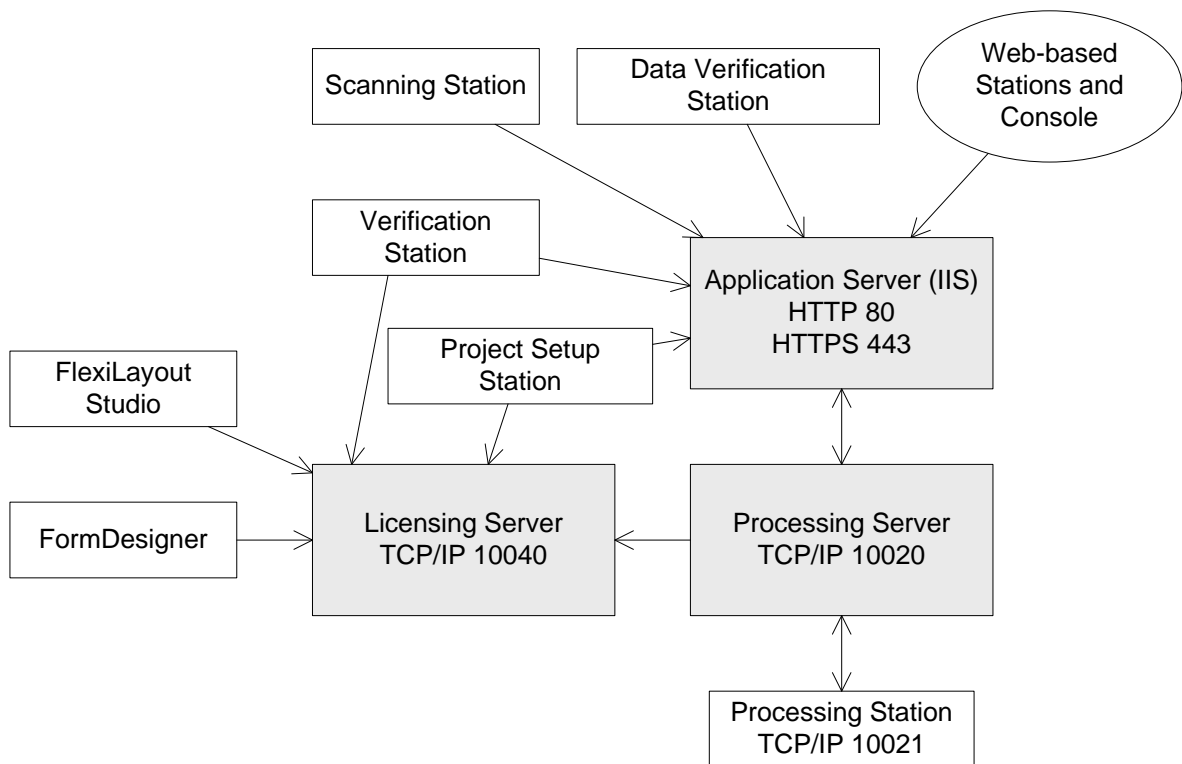 Scanning Station
Data Verification
Station
Web-based
Stations and
Console
Verification
Station
Application Server (IIS)
HTTP 80
HTTPS 443
Project Setup
Station
FlexiLayout
Studio
FormDesigner
Licensing Server
TCP/IP 10040
Processing Server
TCP/IP 10020
Processing Station
TCP/IP 10021